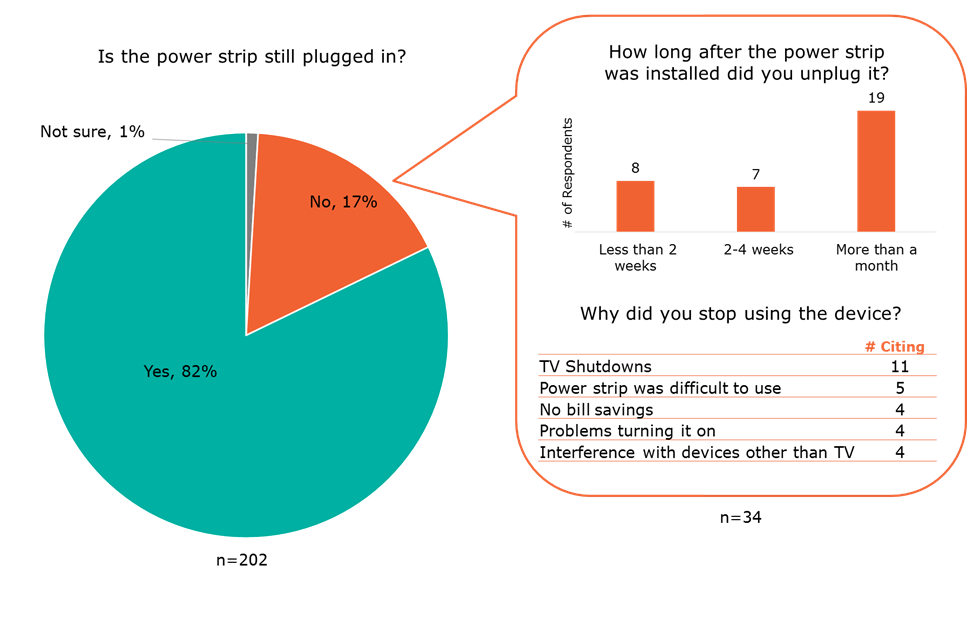 Is the power strip still plugged in?
Not sure, 1%
No, 17%
Yes, 82%
n=202
How long after the power strip
was installed did you unplug it?
# of Respondents
8
7
19
Less than 2
weeks
2-4 weeks
More than a
month
Why did you stop using the device?
# Citing
TV Shutdowns 11
Power strip was difficult to use 5
No bill savings 4
Problems turning it on 4
Interference with devices other than TV 4
n=34